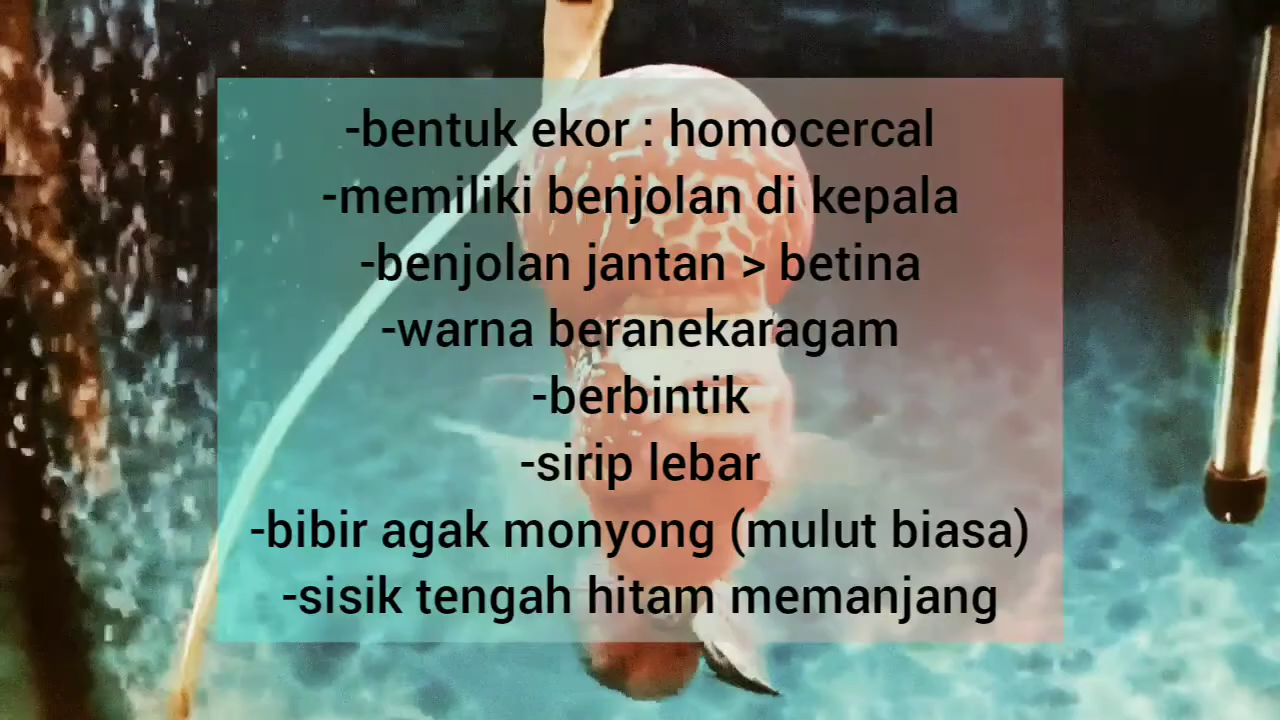 -bentuk ekor : homocercal
-memiliki benjolan di kepala
-benjolan jantan > betina
-warna beranekaragam
-berbintik
-sirip lebar
-bibir agak monyong (mulut biasa)
-sisik tengah hitam memanjang